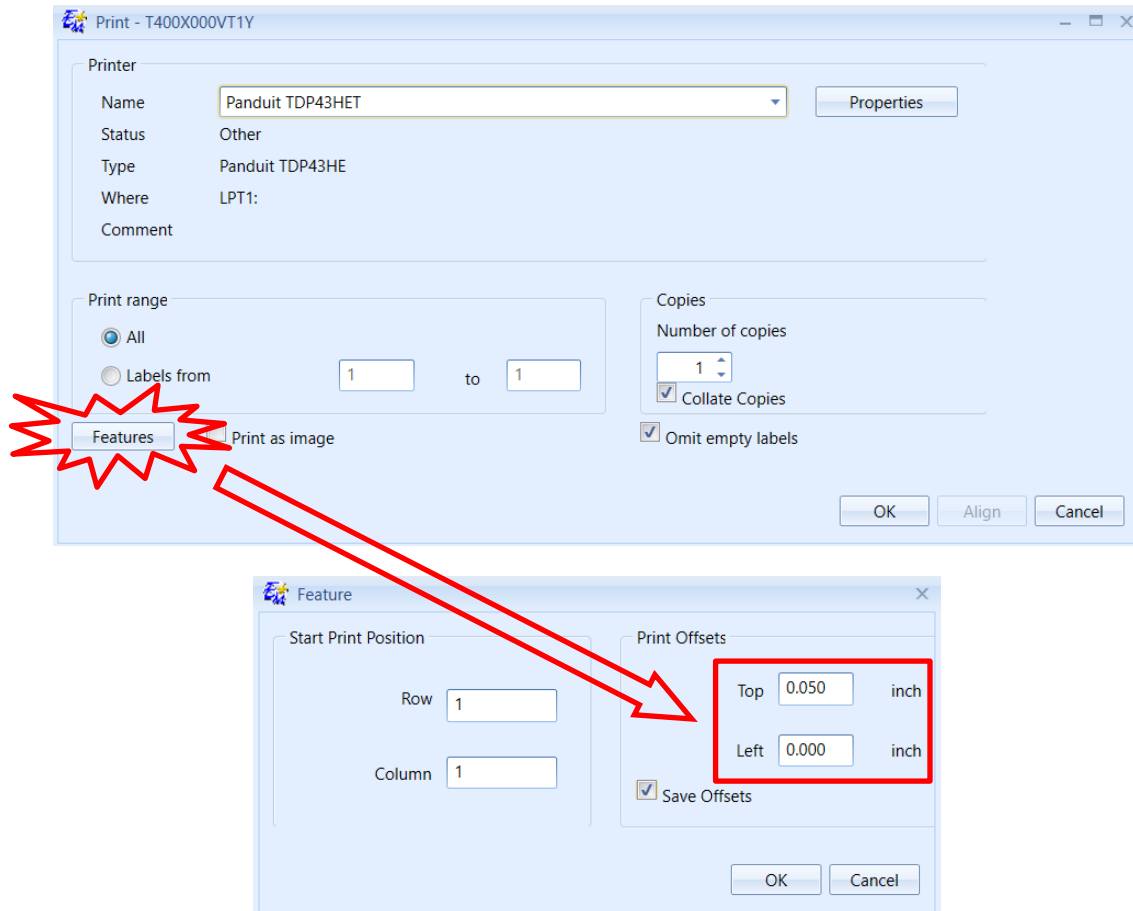 Print - T400X000VT1Y
Printer
Name Panduit TDP43HET Properties
Status Other
Type Panduit TDP43HE
Where LPT1:
Comment
Print range
All
Labels from 1 to 1
Copies
Number of copies
1
Collate Copies
Features Print as image
Omit empty labels
OK Align Cancel
Feature
Start Print Position
Row 1
Column 1
Print Offsets
Top 0.050 inch
Left 0.000 inch
Save Offsets
OK Cancel